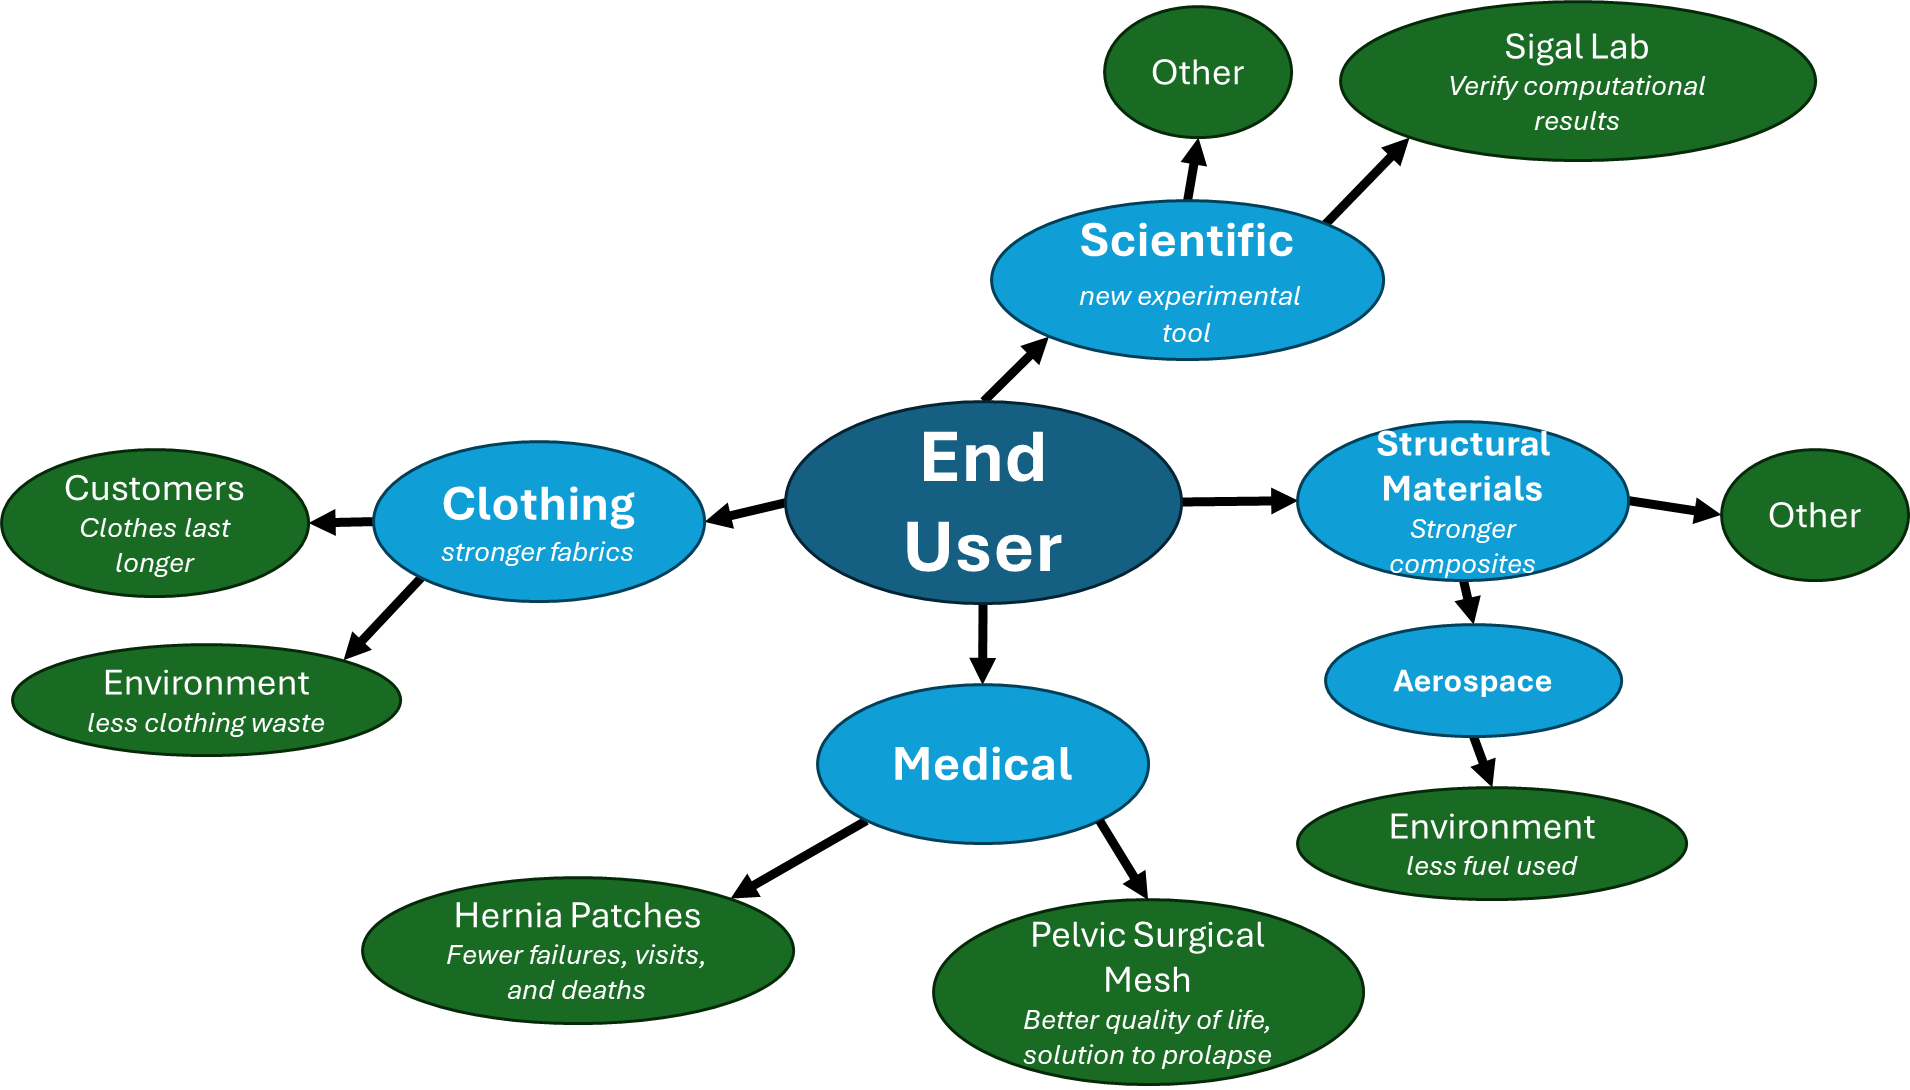 Other
Sigal Lab
Verify computational
results
Scientific
new experimental
tool
End
User
Structural
Materials
Stronger
composites
Other
Clothing
stronger fabrics
Customers
Clothes last
longer
Environment
less clothing waste
Aerospace
Environment
less fuel used
Medical
Hernia Patches
Fewer failures, visits,
and deaths
Pelvic Surgical
Mesh
Better quality of life,
solution to prolapse